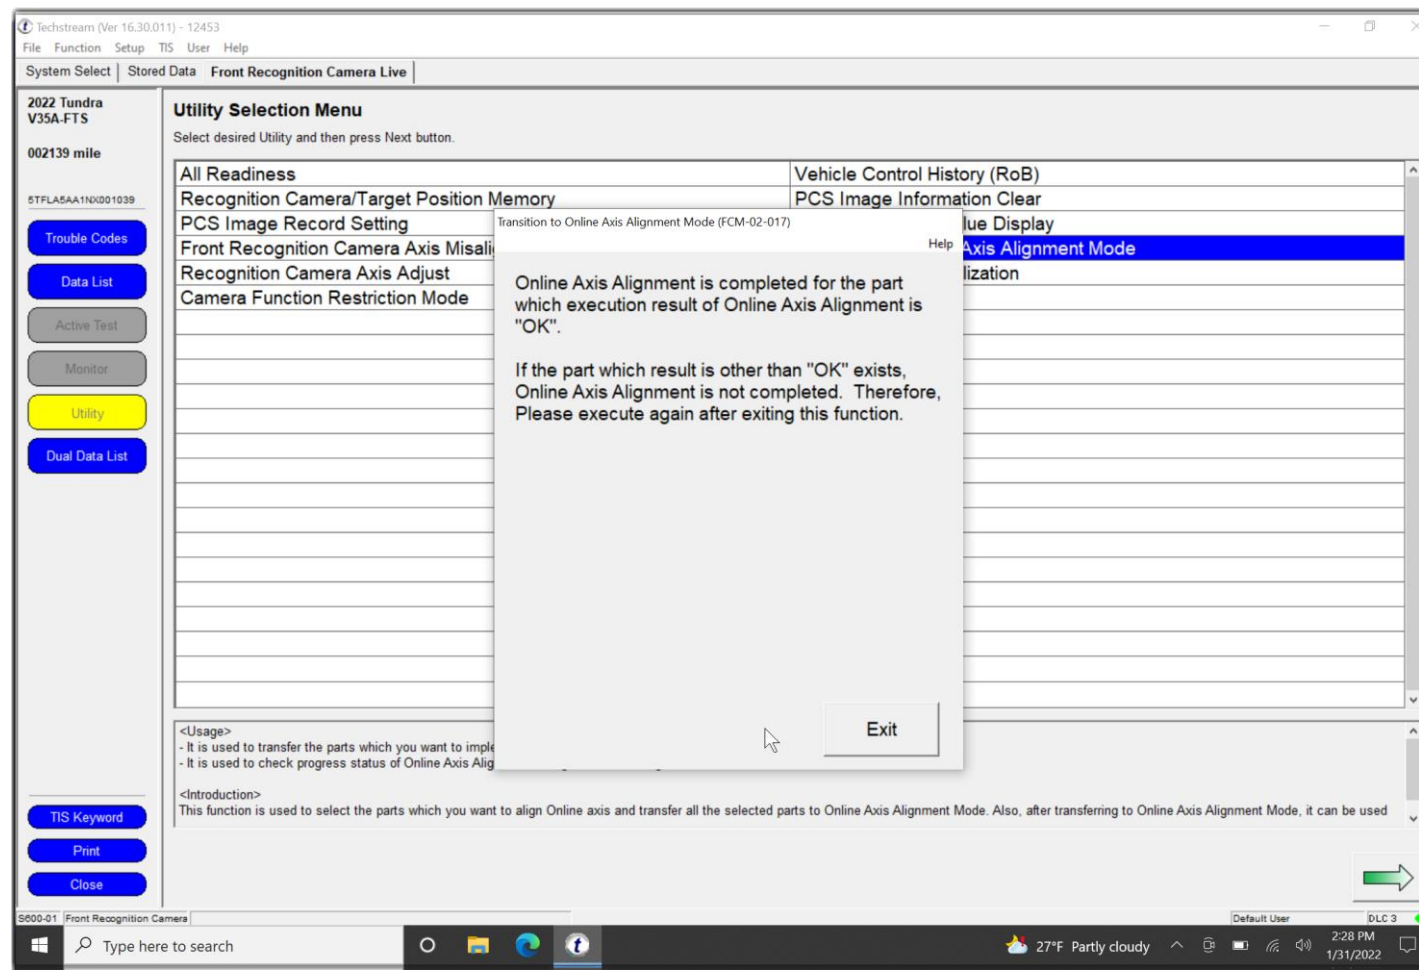 Techstream (Ver 16.30.011) - 12453
File Function Setup TIS User Help
System Select Stored Data Front Recognition Camera Live
2022 Tundra
V35A-FTS
002139 mile
5TFLA5AA1NX001039
Trouble Codes
Data List
Active Test
Monitor
Utility
Dual Data List
TIS Keyword
Print
Close
Utility Selection Menu
Select desired Utility and then press Next button.
All Readiness
Vehicle Control History (RoB)
Recognition Camera/Target Position Memory
PCS Image Information Clear
PCS Image Record Setting
lue Display
Front Recognition Camera Axis Misali
Axis Alignment Mode
Recognition Camera Axis Adjust
lization
Camera Function Restriction Mode
Transition to Online Axis Alignment Mode (FCM-02-017)
Help
Online Axis Alignment is completed for the part
which execution result of Online Axis Alignment is
"OK".
If the part which result is other than "OK" exists,
Online Axis Alignment is not completed. Therefore,
Please execute again after exiting this function.
Exit
<Usage>
- It is used to transfer the parts which you want to imple
- It is used to check progress status of Online Axis Alig
<Introduction>
This function is used to select the parts which you want to align Online axis and transfer all the selected parts to Online Axis Alignment Mode. Also, after transferring to Online Axis Alignment Mode, it can be used
S600-01 Front Recognition Camera
Default User
DLC 3
Type here to search
27°F Partly cloudy
2:28 PM
1/31/2022